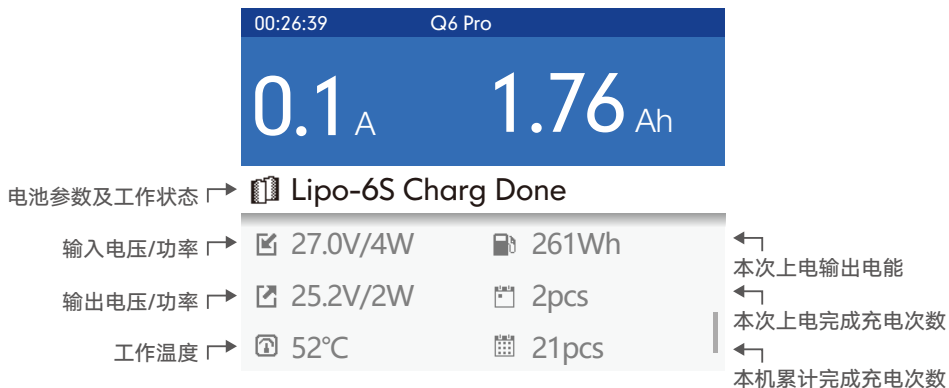 00:26:39 Q6 Pro
0.1 A 1.76 Ah
电池参数及工作状态 Lipo-6S Charg Done
输入电压/功率 27.0V/4W 261Wh
本次上电输出电能
输出电压/功率 25.2V/2W 2pcs
本次上电完成充电次数
工作温度 52℃ 21pcs
本机累计完成充电次数